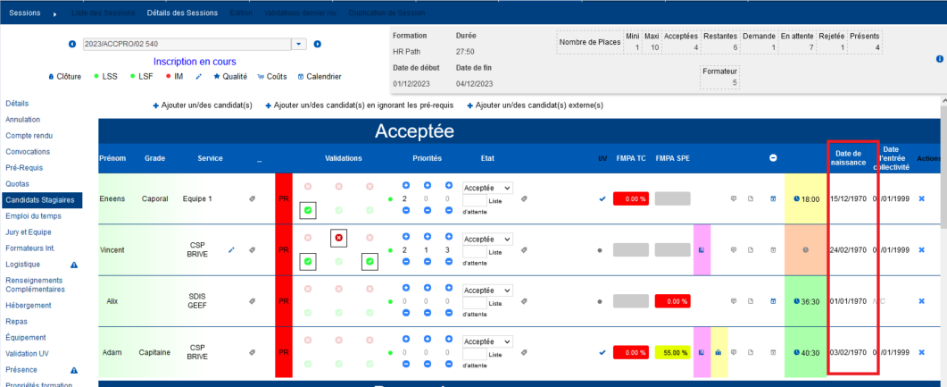 Sessions Liste des Sessions Détails des Sessions Edition
2023/ACCPRO/02 540
Inscription en cours
Clôture LSS LSF IM Qualité Coûts Calendrier
Formation Durée
HR Path 27:50
Date de début Date de fin
01/12/2023 04/12/2023
Nombre de Places Mini Maxi Acceptées Restantes Demande En attente Rejetée Présents
1 10 4 6 1 7 1 4
Formateur
5
Détails
Annulation
Compte rendu
Convocations
Pré-Requis
Quotas
Candidats Stagiaires
Emploi du temps
Jury et Equipe
Formateurs Int.
Logistique
Renseignements
Complémentaires
Hébergement
Repas
Équipement
Validation UV
Présence
Propriétés formation
Ajouter un/des candidat(s) Ajouter un/des candidat(s) en ignorant les pré-requis Ajouter un/des candidat(s) externe(s)
Acceptée
Prénom Grade Service ... Validations Priorités Etat UV FMPA TC FMPA SPE Date de naissance Date d'entrée collectivité Actions
Eneens Caporal Equipe 1 PR 2 0 0 Acceptée 0.00 % 18:00 15/12/1970 /01/1999
Liste d'attente
Vincent CSP BRIVE PR 2 1 3 Acceptée 24/02/1970 /01/1999
Liste d'attente
Alix SDIS GEEF PR 0 0 0 Acceptée 0.00 % 36:30 01/01/1970
Liste d'attente
Adam Capitaine CSP BRIVE PR 0 0 0 Acceptée 0.00 % 55.00 % 40:30 03/02/1970 /01/1999
Liste d'attente